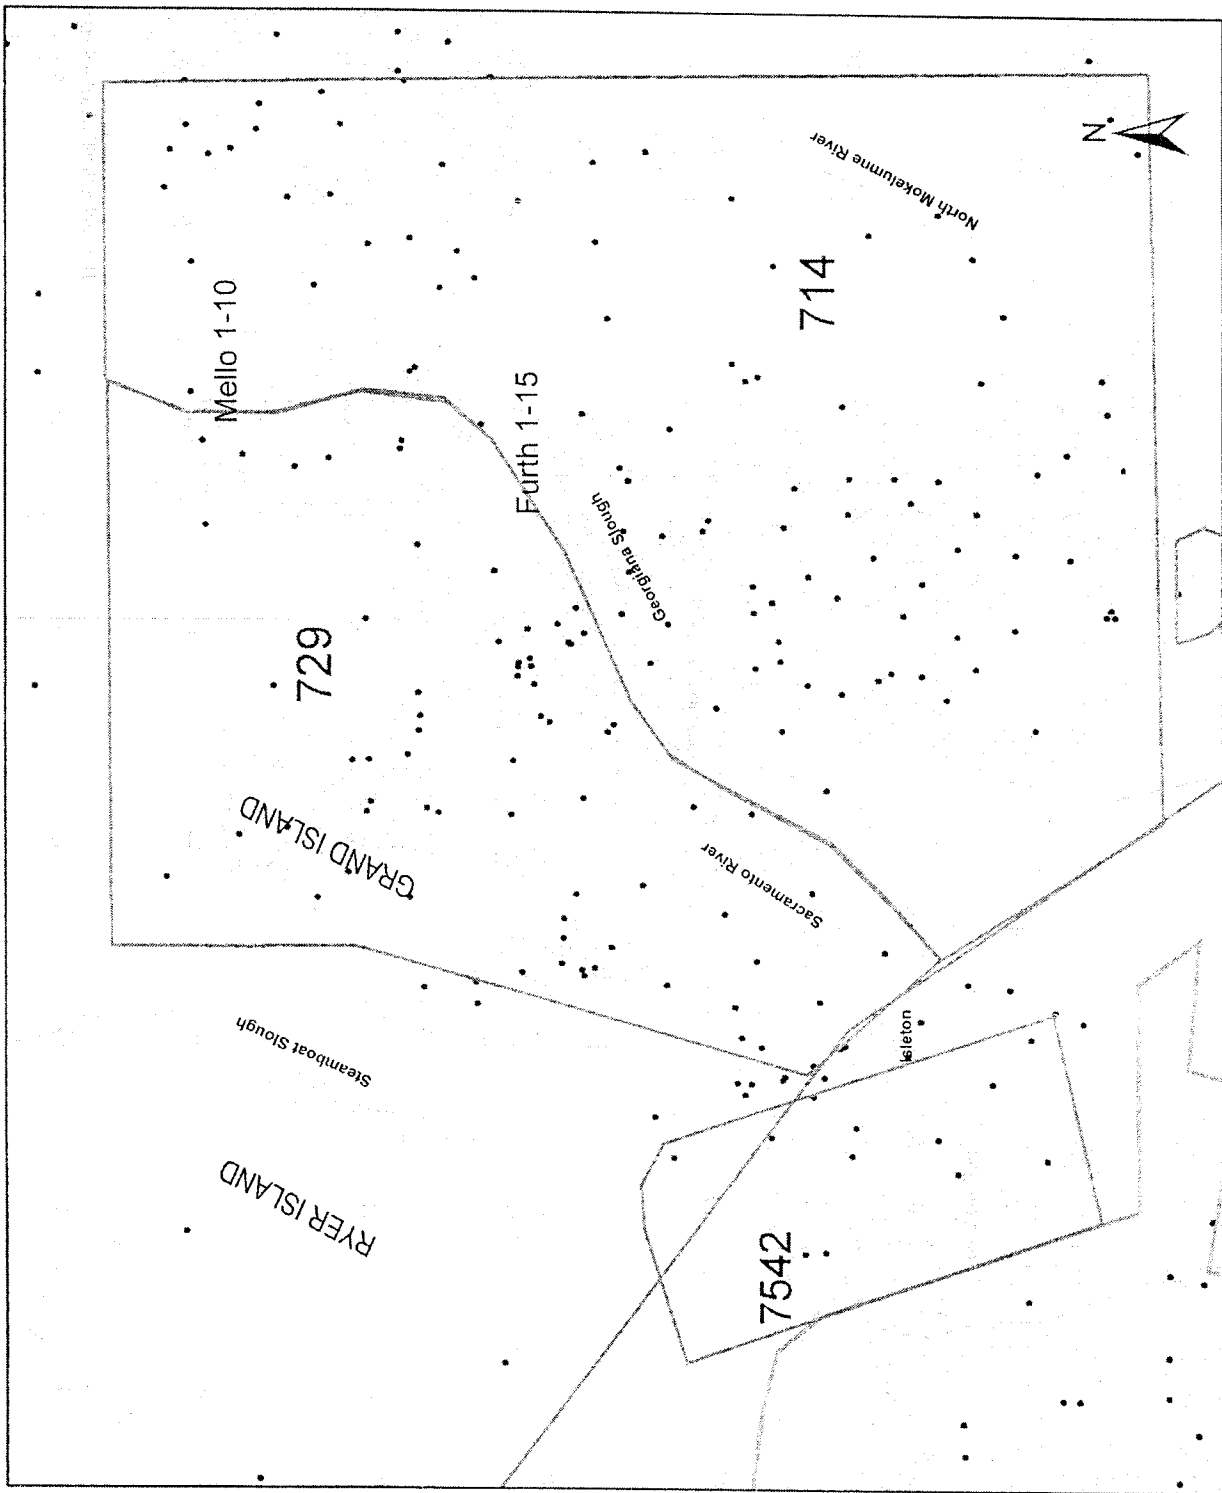 N
North Mokelumne River
714
Mello 1-10
Furth 1-15
Georgiana Slough
729
GRAND ISLAND
Sacramento River
Isleton
Steamboat Slough
RYER ISLAND
7542